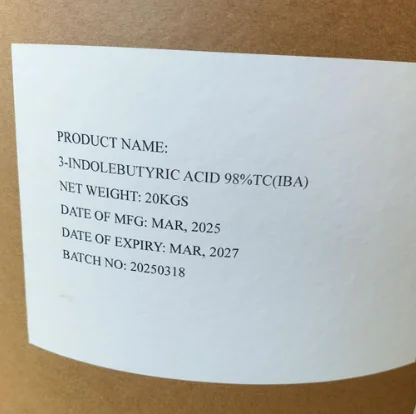 PRODUCT NAME:
3-INDOLEBUTYRIC ACID 98%TC(IBA)
NET WEIGHT: 20KGS
DATE OF MFG: MAR, 2025
DATE OF EXPIRY: MAR, 2027
BATCH NO: 20250318